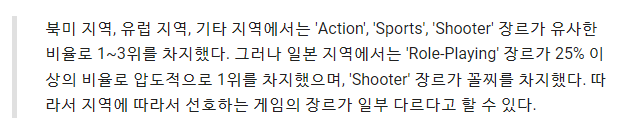 북미 지역, 유럽 지역, 기타 지역에서는 'Action', 'Sports', 'Shooter' 장르가 유사한
비율로 1~3위를 차지했다. 그러나 일본 지역에서는 'Role-Playing' 장르가 25% 이
상의 비율로 압도적으로 1위를 차지했으며, 'Shooter' 장르가 꼴찌를 차지했다. 따
라서 지역에 따라서 선호하는 게임의 장르가 일부 다르다고 할 수 있다.